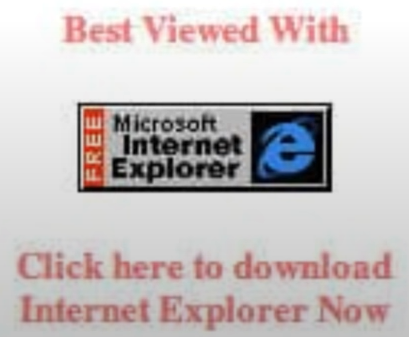 Best Viewed With
FREE
Microsoft
Internet
Explorer
Click here to download
Internet Explorer Now